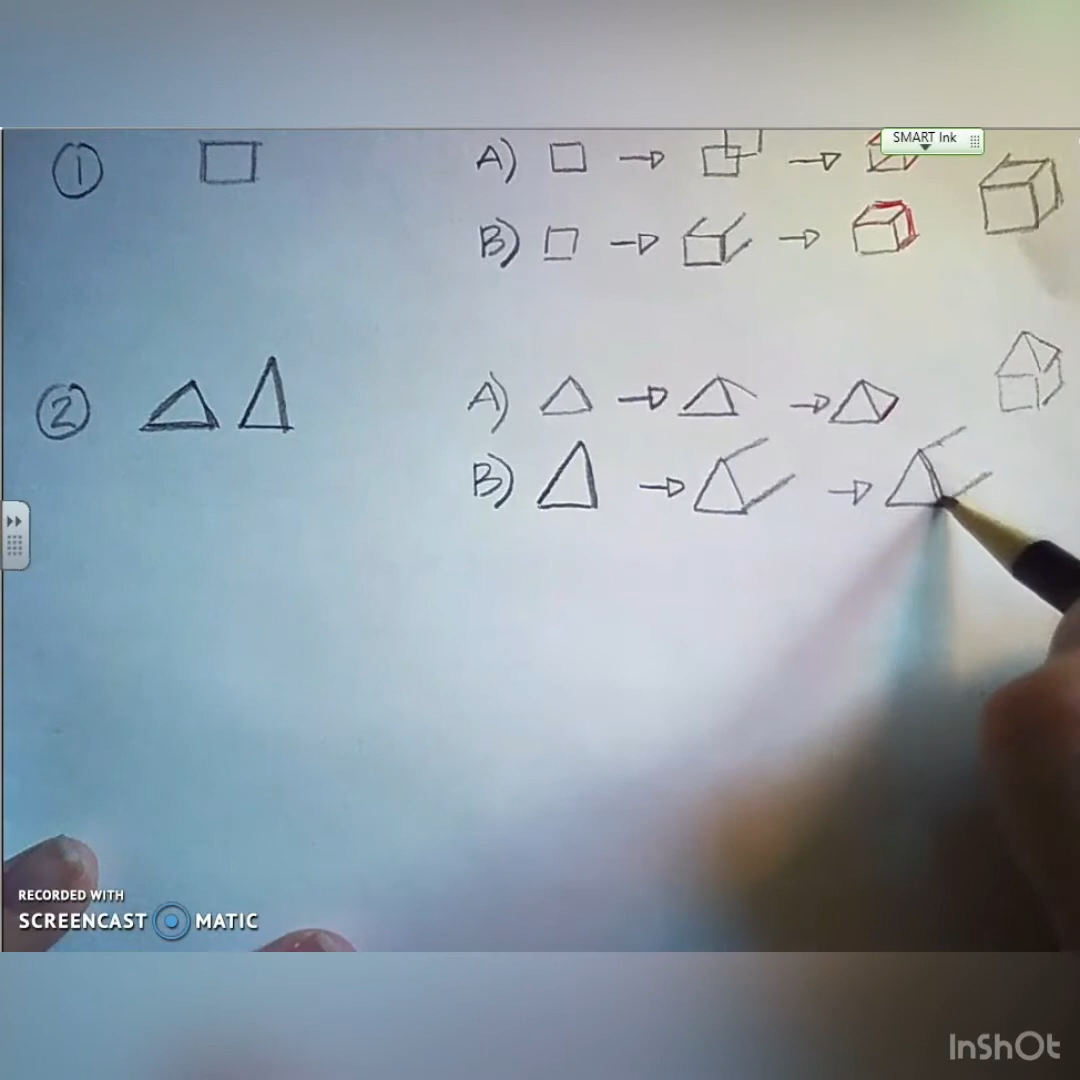 SMART Ink
① A)
B)
② A)
B)
RECORDED WITH
SCREENCAST MATIC
InShOt